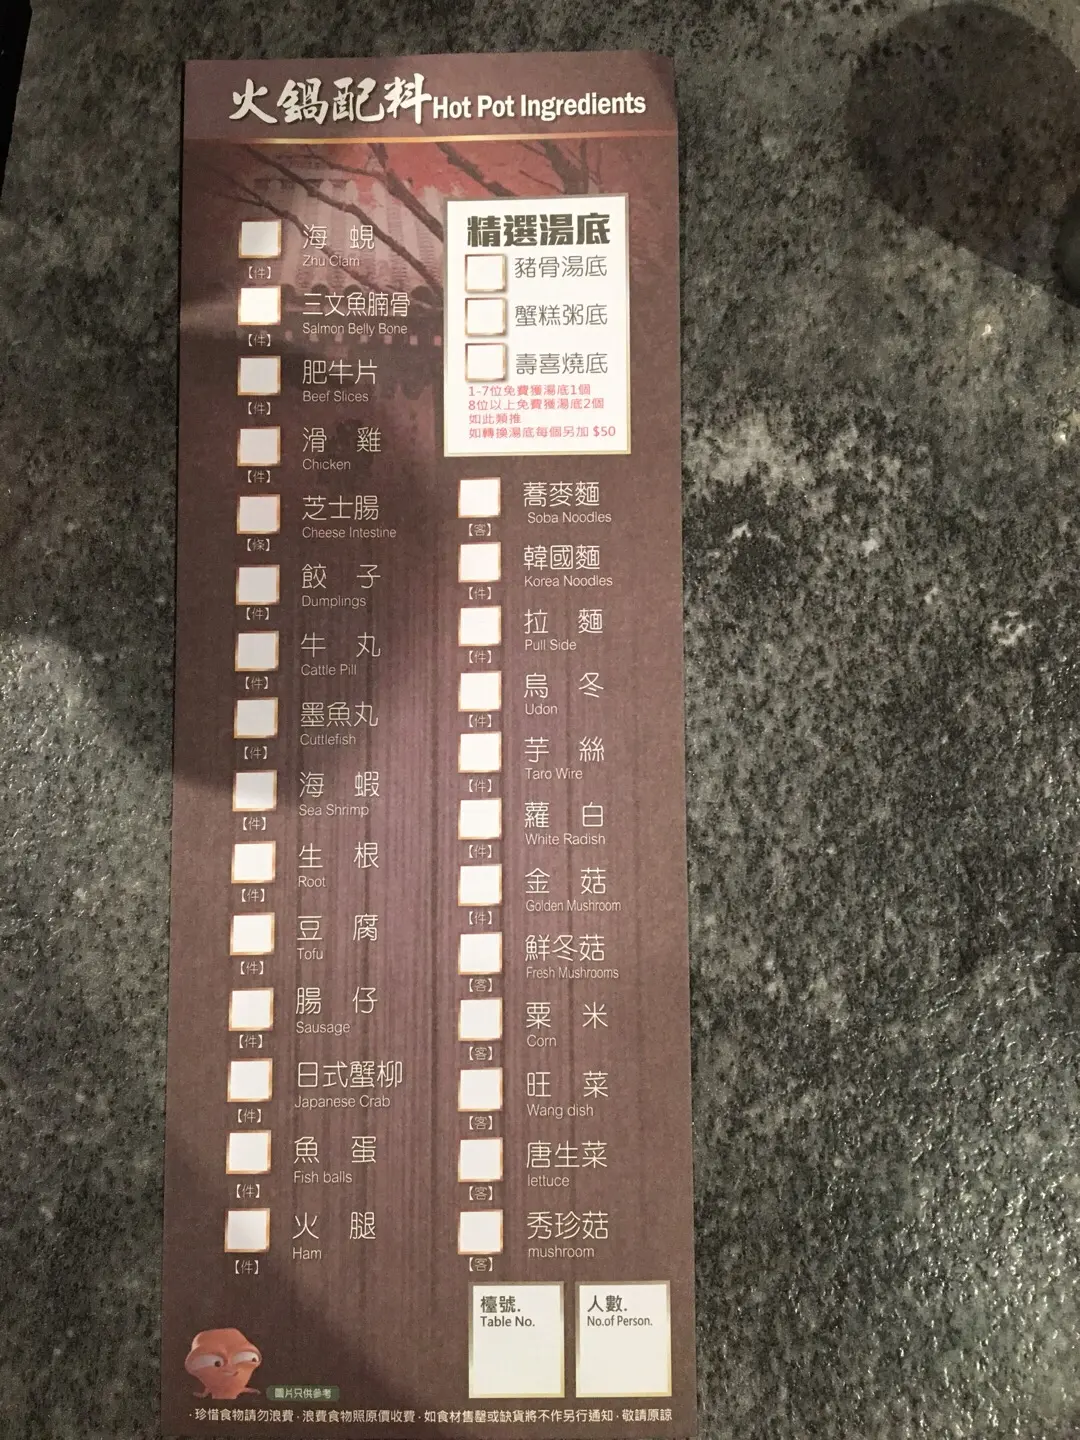 火鍋配料Hot Pot Ingredients
海 蜆
Zhu Clam
【件】
三文魚腩骨
Salmon Belly Bone
【件】
肥牛片
Beef Slices
【件】
滑 雞
Chicken
【件】
芝士腸
Cheese Intestine
【條】
餃 子
Dumplings
【件】
牛 丸
Cattle Pill
【件】
墨魚丸
Cuttlefish
【件】
海 蝦
Sea Shrimp
【件】
生 根
Root
【件】
豆 腐
Tofu
【件】
腸 仔
Sausage
【件】
日式蟹柳
Japanese Crab
【件】
魚 蛋
Fish balls
【件】
火 腿
Ham
【件】
精選湯底
豬骨湯底
蟹糕粥底
壽喜燒底
1-7位免費獲湯底1個
8位以上免費獲湯底2個
如此類推
如轉換湯底每個另加 $50
蕎麥麵
Soba Noodles
【客】
韓國麵
Korea Noodles
【件】
拉 麵
Pull Side
【件】
烏 冬
Udon
【件】
芋 絲
Taro Wire
【件】
蘿 白
White Radish
【件】
金 菇
Golden Mushroom
【件】
鮮冬菇
Fresh Mushrooms
【客】
粟 米
Corn
【客】
旺 菜
Wang dish
【客】
唐生菜
lettuce
【客】
秀珍菇
mushroom
【客】
檯號.
Table No.
人數.
No.of Person.
圖片只供參考
·珍惜食物請勿浪費·浪費食物照原價收費·如食材售罄或缺貨將不作另行通知·敬請原諒